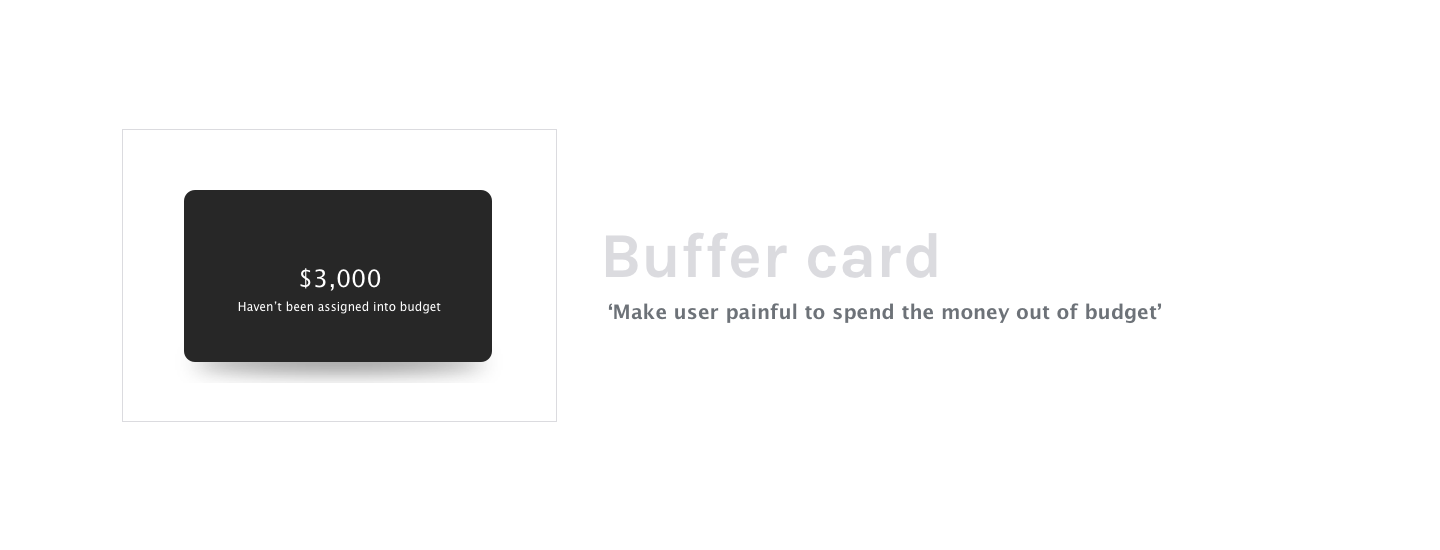 $3,000
Haven’t been assigned into budget
Buffer card
‘Make user painful to spend the money out of budget’